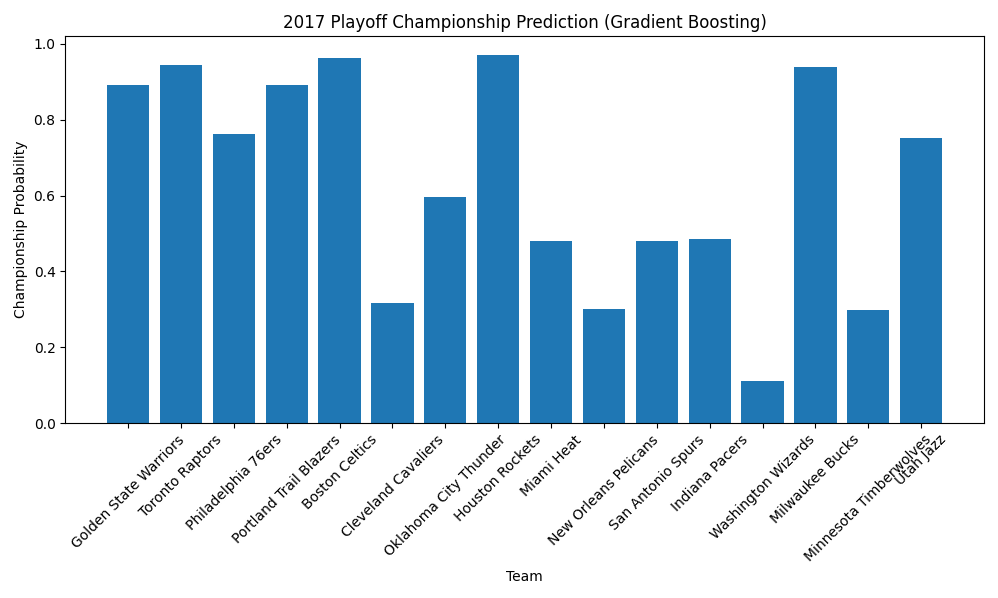 2017 Playoff Championship Prediction (Gradient Boosting)
Championship Probability
1.0
0.8
0.6
0.4
0.2
0.0
Golden State Warriors
Toronto Raptors
Philadelphia 76ers
Portland Trail Blazers
Boston Celtics
Cleveland Cavaliers
Oklahoma City Thunder
Houston Rockets
Miami Heat
New Orleans Pelicans
San Antonio Spurs
Indiana Pacers
Washington Wizards
Milwaukee Bucks
Minnesota Timberwolves
Utah Jazz
Team